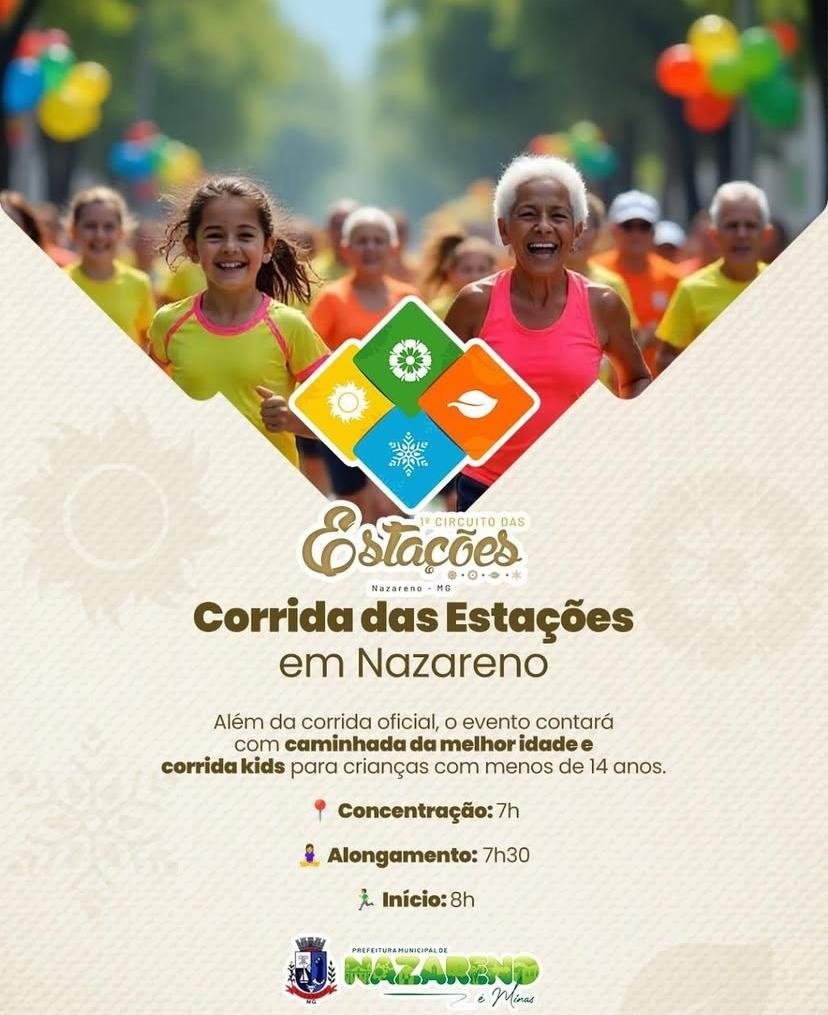 1º CIRCUITO DAS
Estações
Nazareno - MG
Corrida das Estações
em Nazareno
Além da corrida oficial, o evento contará
com caminhada da melhor idade e
corrida kids para crianças com menos de 14 anos.
Concentração: 7h
Alongamento: 7h30
Início: 8h
PREFEITURA MUNICIPAL DE
NAZARENO
é Minas
MG